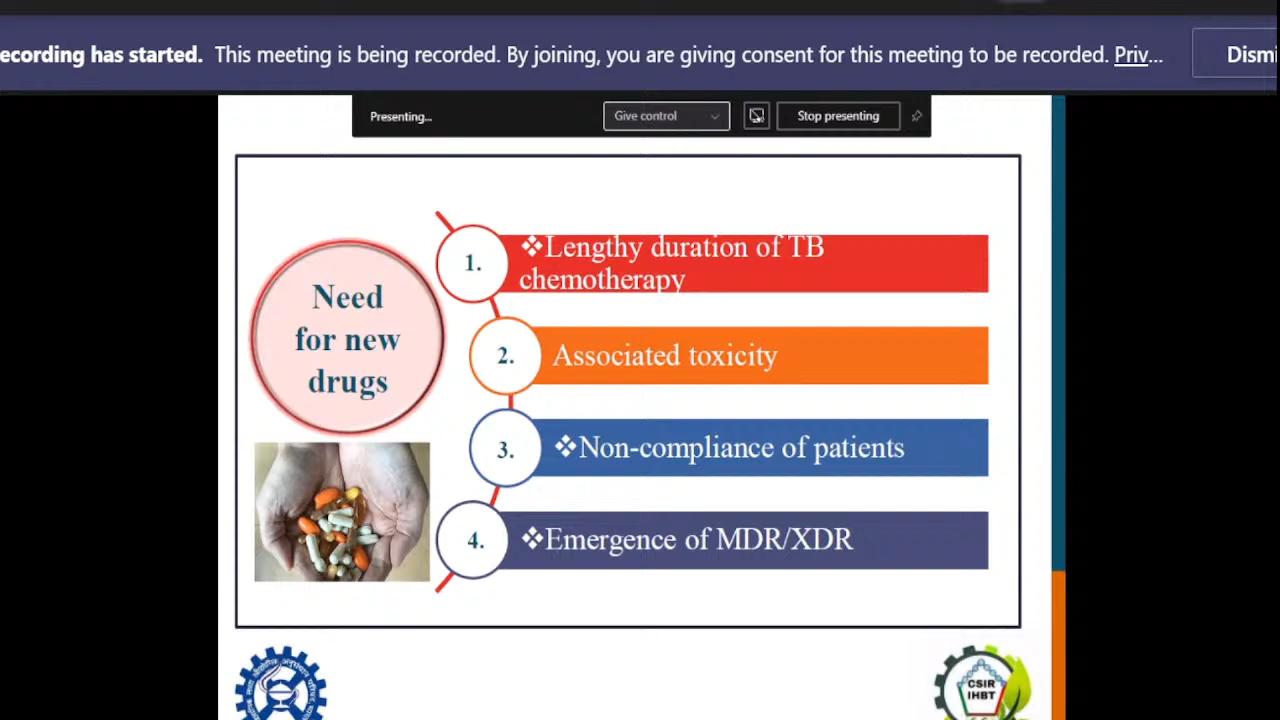 ecording has started. This meeting is being recorded. By joining, you are giving consent for this meeting to be recorded. Priv...
Dismi
Presenting...
Give control
Stop presenting
Need
for new
drugs
1.
❖Lengthy duration of TB
chemotherapy
2.
Associated toxicity
3.
❖Non-compliance of patients
4.
❖Emergence of MDR/XDR
CSIR
IHBT